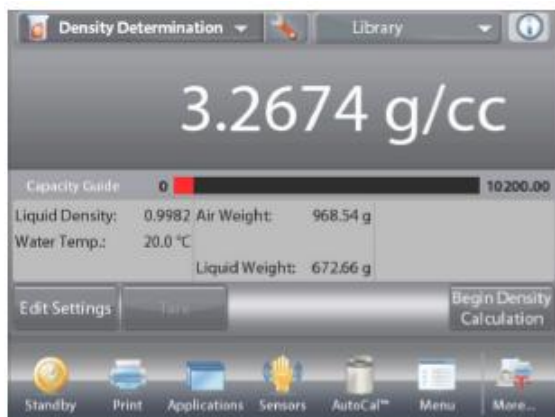 Density Determination Library
3.2674 g/cc
Capacity Guide 0 10200.00
Liquid Density: 0.9982 Air Weight: 968.54 g
Water Temp.: 20.0 °C
Liquid Weight: 672.66 g
Edit Settings Tare Begin Density
Calculation
Standby Print Applications Sensors AutoCal™ Menu More...